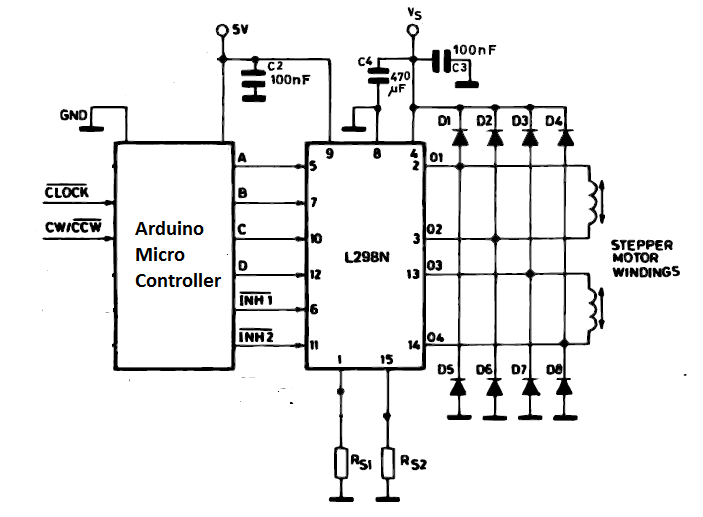 5V
VS
C2
100nF
C4
470
µF
100nF
C3
GND
D1 D2 D3 D4
9 8 4
A 5 2 O1
CLOCK
B 7
Arduino
Micro
Controller
CW/CCW
C 10 L298N 3 O2
STEPPER
MOTOR
WINDINGS
D 12 13 O3
INH 1 6
INH 2 11 14 O4
1 15
D5 D6 D7 D8
RS1 RS2